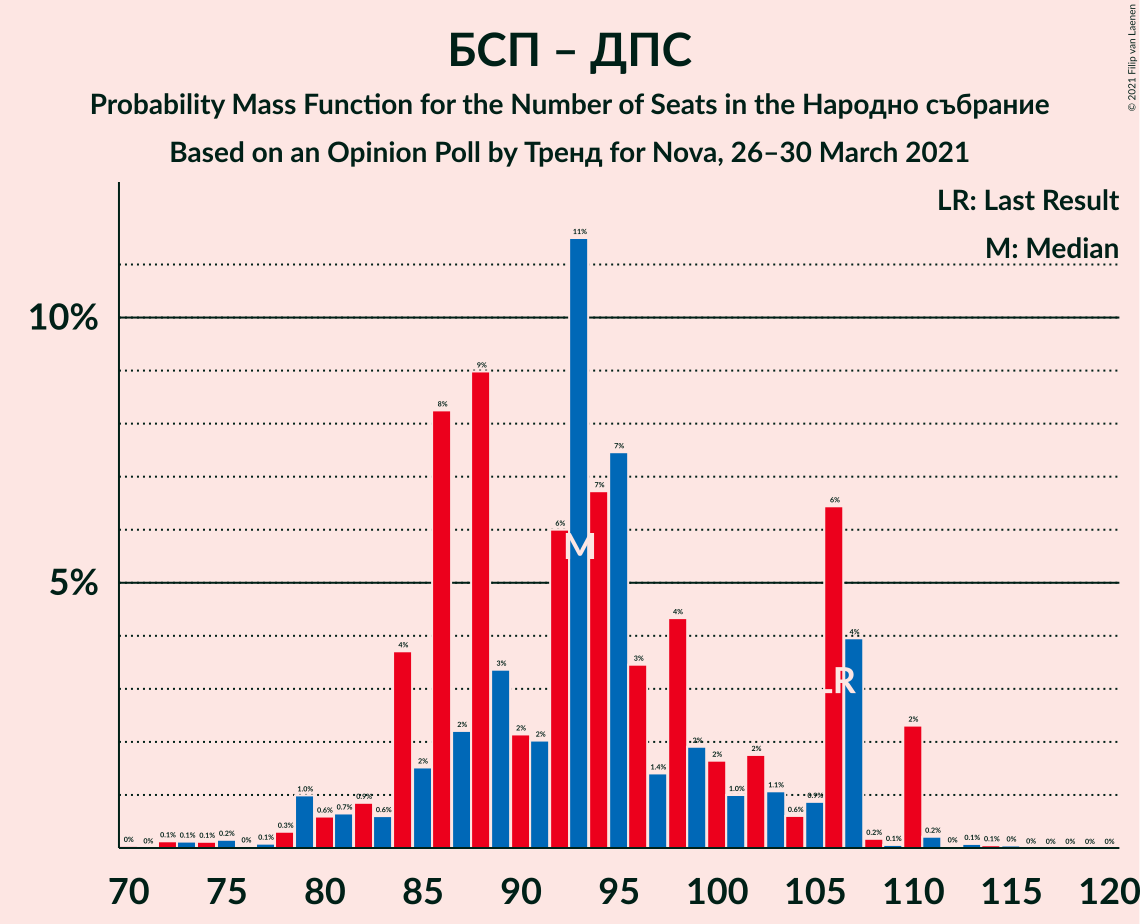 БСП – ДПС
Probability Mass Function for the Number of Seats in the Народно събрание
Based on an Opinion Poll by Тренд for Nova, 26–30 March 2021
© 2021 Filip van Laenen
LR: Last Result
M: Median
10%
5%
0% 0% 0.1% 0.1% 0.1% 0.2% 0% 0.1% 0.3% 1.0% 0.6% 0.7% 0.9% 0.6% 4% 2% 8% 2% 9% 3% 2% 2% 6% 11% 7% 7% 3% 1.4% 4% 2% 2% 1.0% 2% 1.1% 0.6% 0.9% 6% 4% 0.2% 0.1% 2% 0.2% 0% 0.1% 0.1% 0% 0% 0% 0% 0% 0%
M
LR
70 75 80 85 90 95 100 105 110 115 120